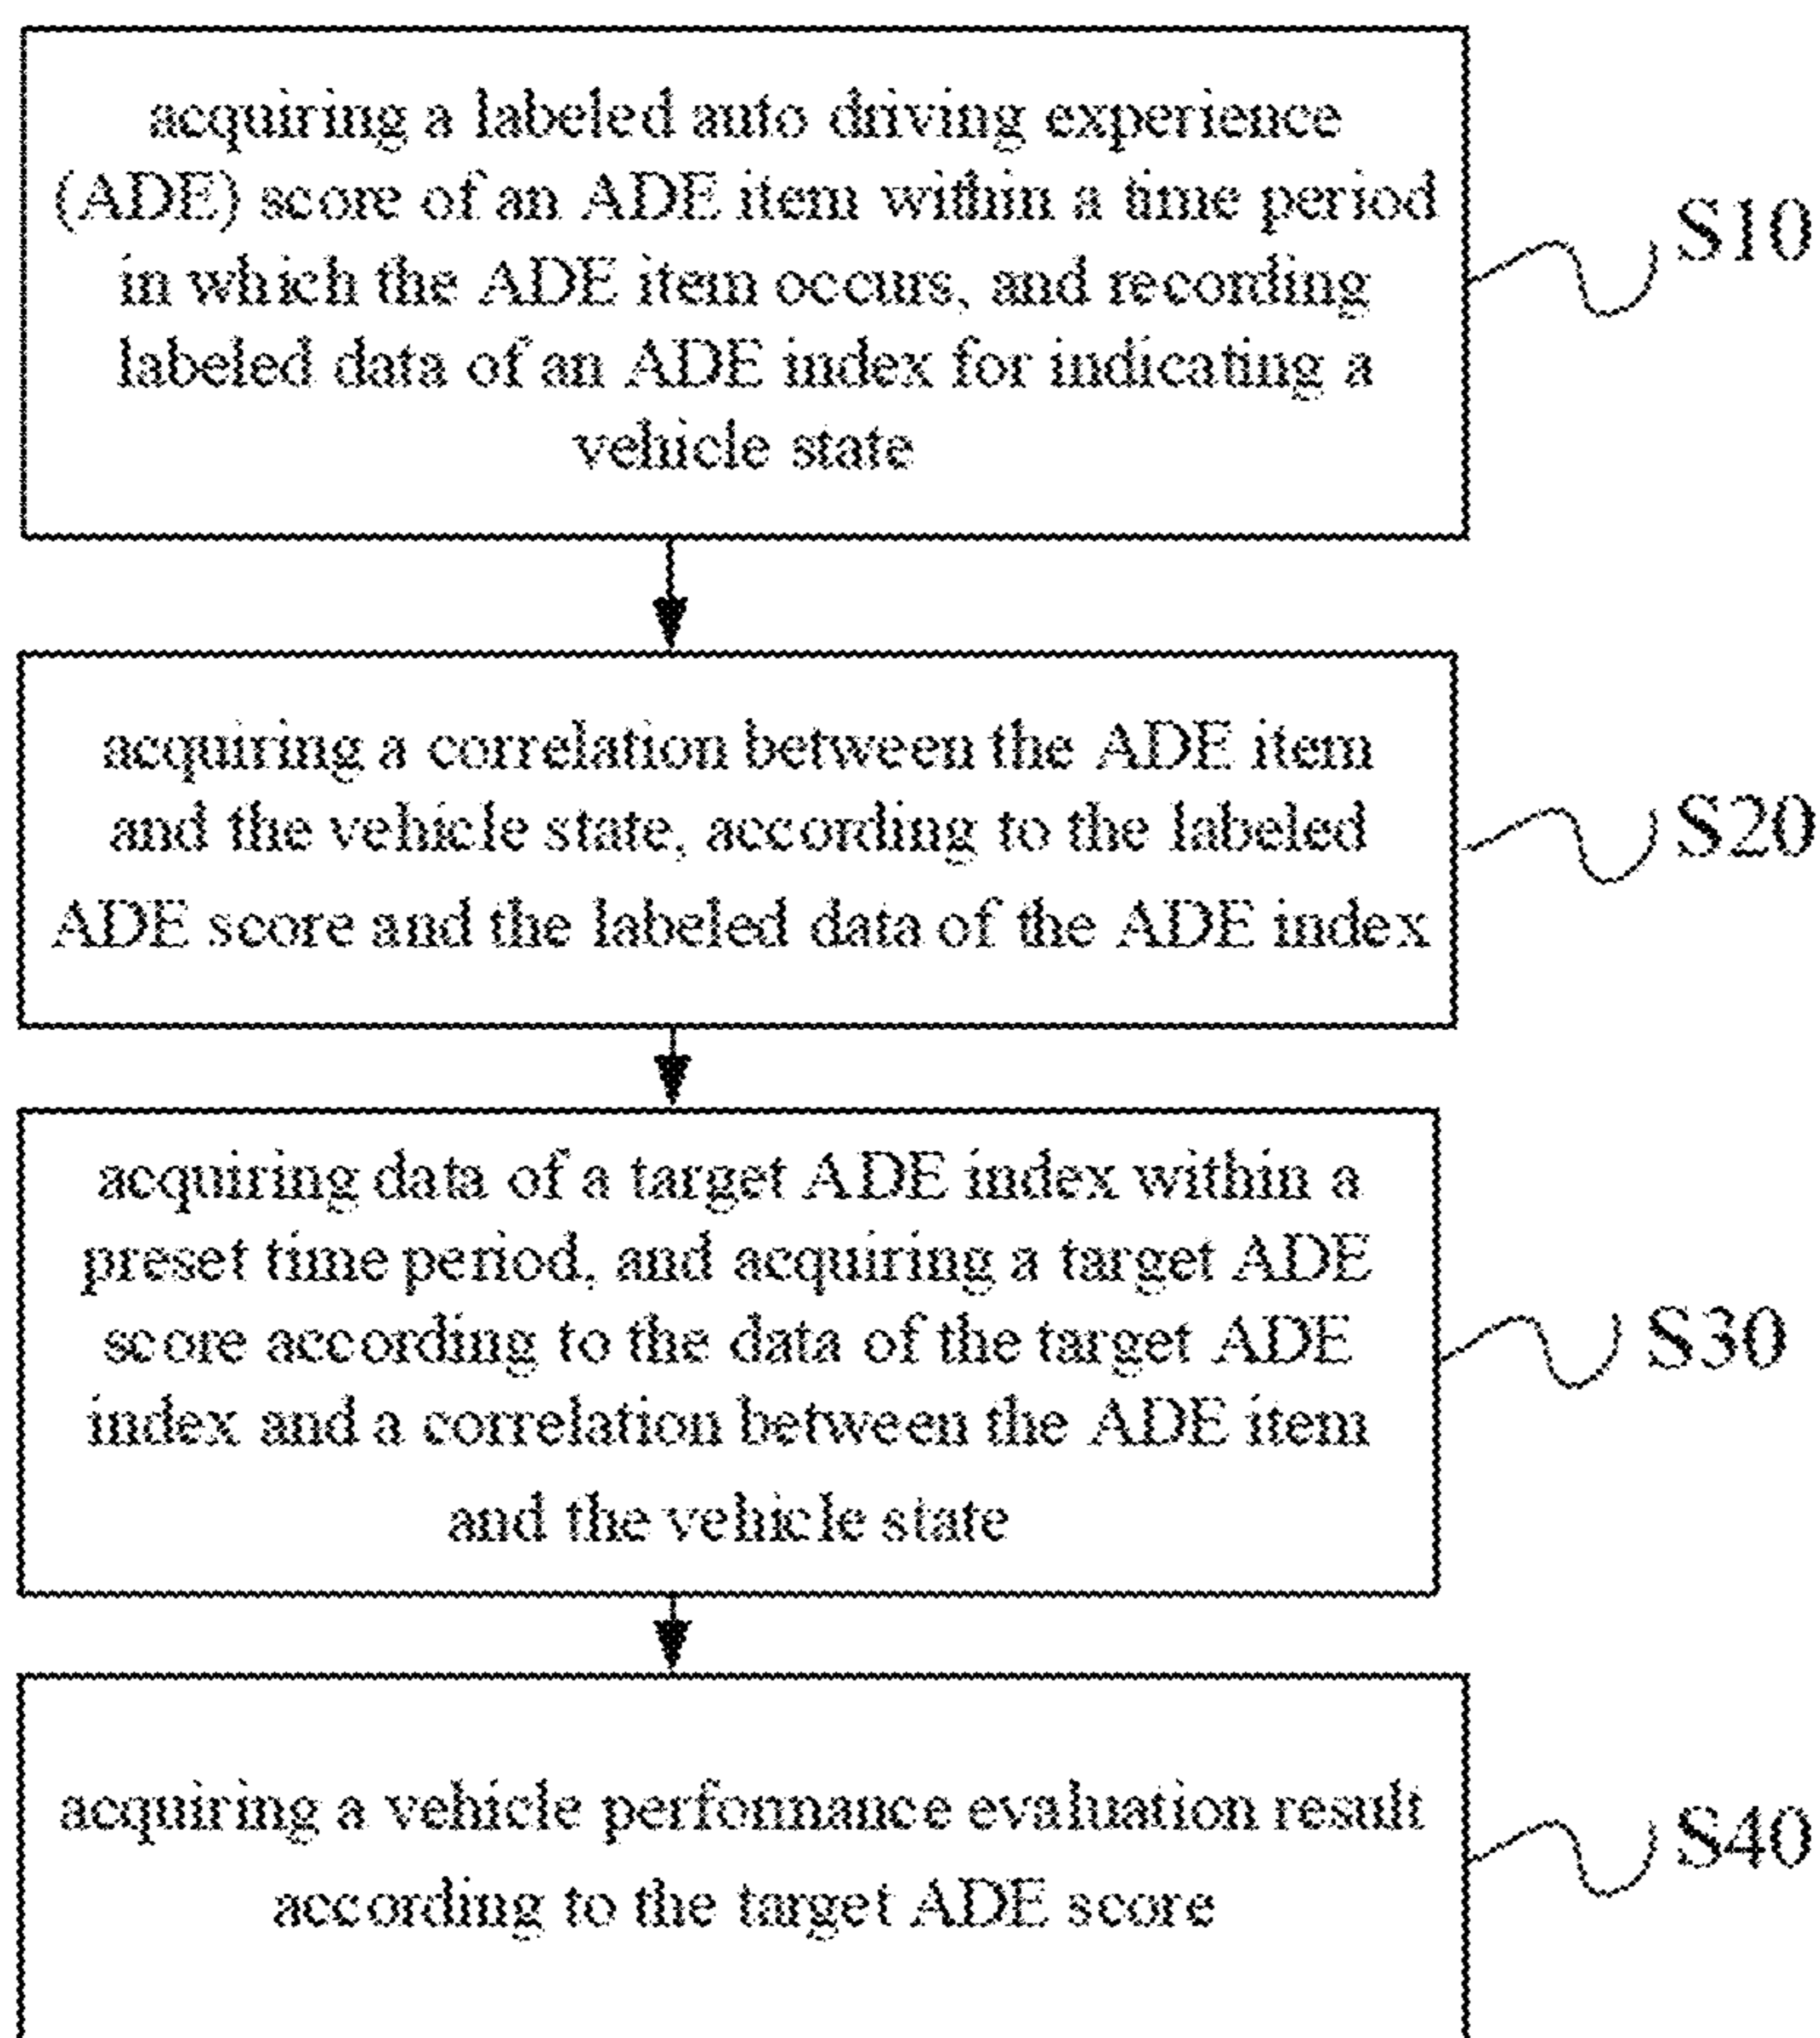 acquiring a labeled auto driving experience
(ADE) score of an ADE item within a time period
in which the ADE item occurs, and recording
labeled data of an ADE index for indicating a
vehicle state
S10
acquiring a correlation between the ADE item
and the vehicle state, according to the labeled
ADE score and the labeled data of the ADE index
S20
acquiring data of a target ADE index within a
preset time period, and acquiring a target ADE
score according to the data of the target ADE
index and a correlation between the ADE item
and the vehicle state
S30
acquiring a vehicle performance evaluation result
according to the target ADE score
S40